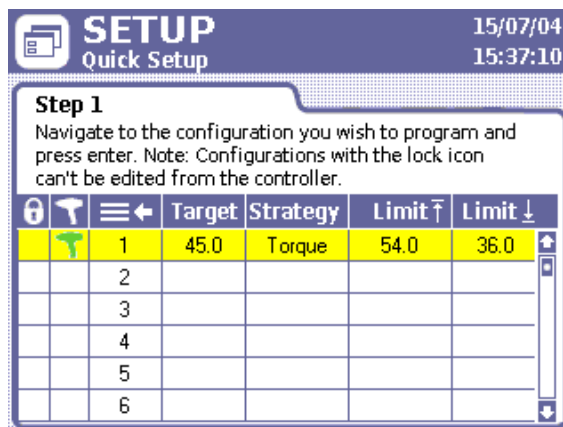 SETUP
Quick Setup
15/07/04
15:37:10
Step 1
Navigate to the configuration you wish to program and
press enter. Note: Configurations with the lock icon
can't be edited from the controller.
Target Strategy Limit Limit
1 45.0 Torque 54.0 36.0
2
3
4
5
6